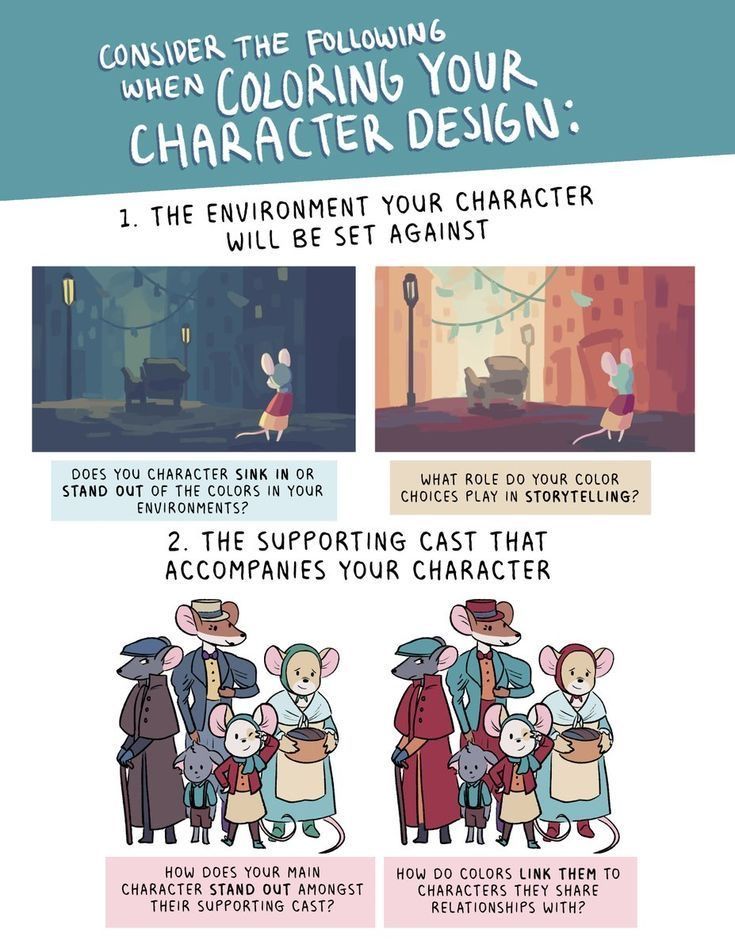 CONSIDER THE FOLLOWING
WHEN COLORING YOUR
CHARACTER DESIGN:
1. THE ENVIRONMENT YOUR CHARACTER
WILL BE SET AGAINST
DOES YOU CHARACTER SINK IN OR
STAND OUT OF THE COLORS IN YOUR
ENVIRONMENTS?
WHAT ROLE DO YOUR COLOR
CHOICES PLAY IN STORYTELLING?
2. THE SUPPORTING CAST THAT
ACCOMPANIES YOUR CHARACTER
HOW DOES YOUR MAIN
CHARACTER STAND OUT AMONGST
THEIR SUPPORTING CAST?
HOW DO COLORS LINK THEM TO
CHARACTERS THEY SHARE
RELATIONSHIPS WITH?